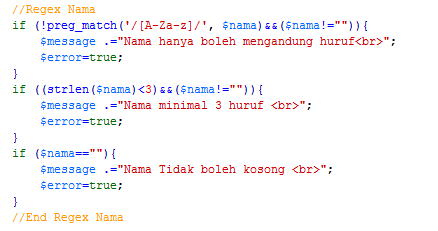 //Regex Nama
if (!preg_match('/[A-Za-z]/', $nama)&&($nama!="")){
$message .="Nama hanya boleh mengandung huruf<br>";
$error=true;
}
if ((strlen($nama)<3)&&($nama!="")){
$message .="Nama minimal 3 huruf <br>";
$error=true;
}
if ($nama==""){
$message .="Nama Tidak boleh kosong <br>";
$error=true;
}
//End Regex Nama